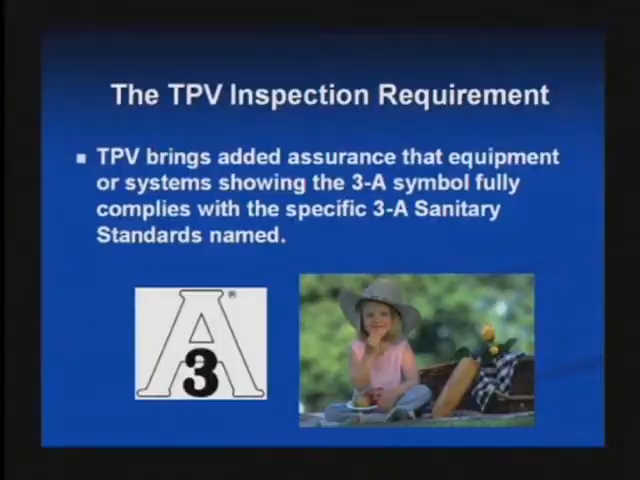 The TPV Inspection Requirement
TPV brings added assurance that equipment
or systems showing the 3-A symbol fully
complies with the specific 3-A Sanitary
Standards named.
A®
3